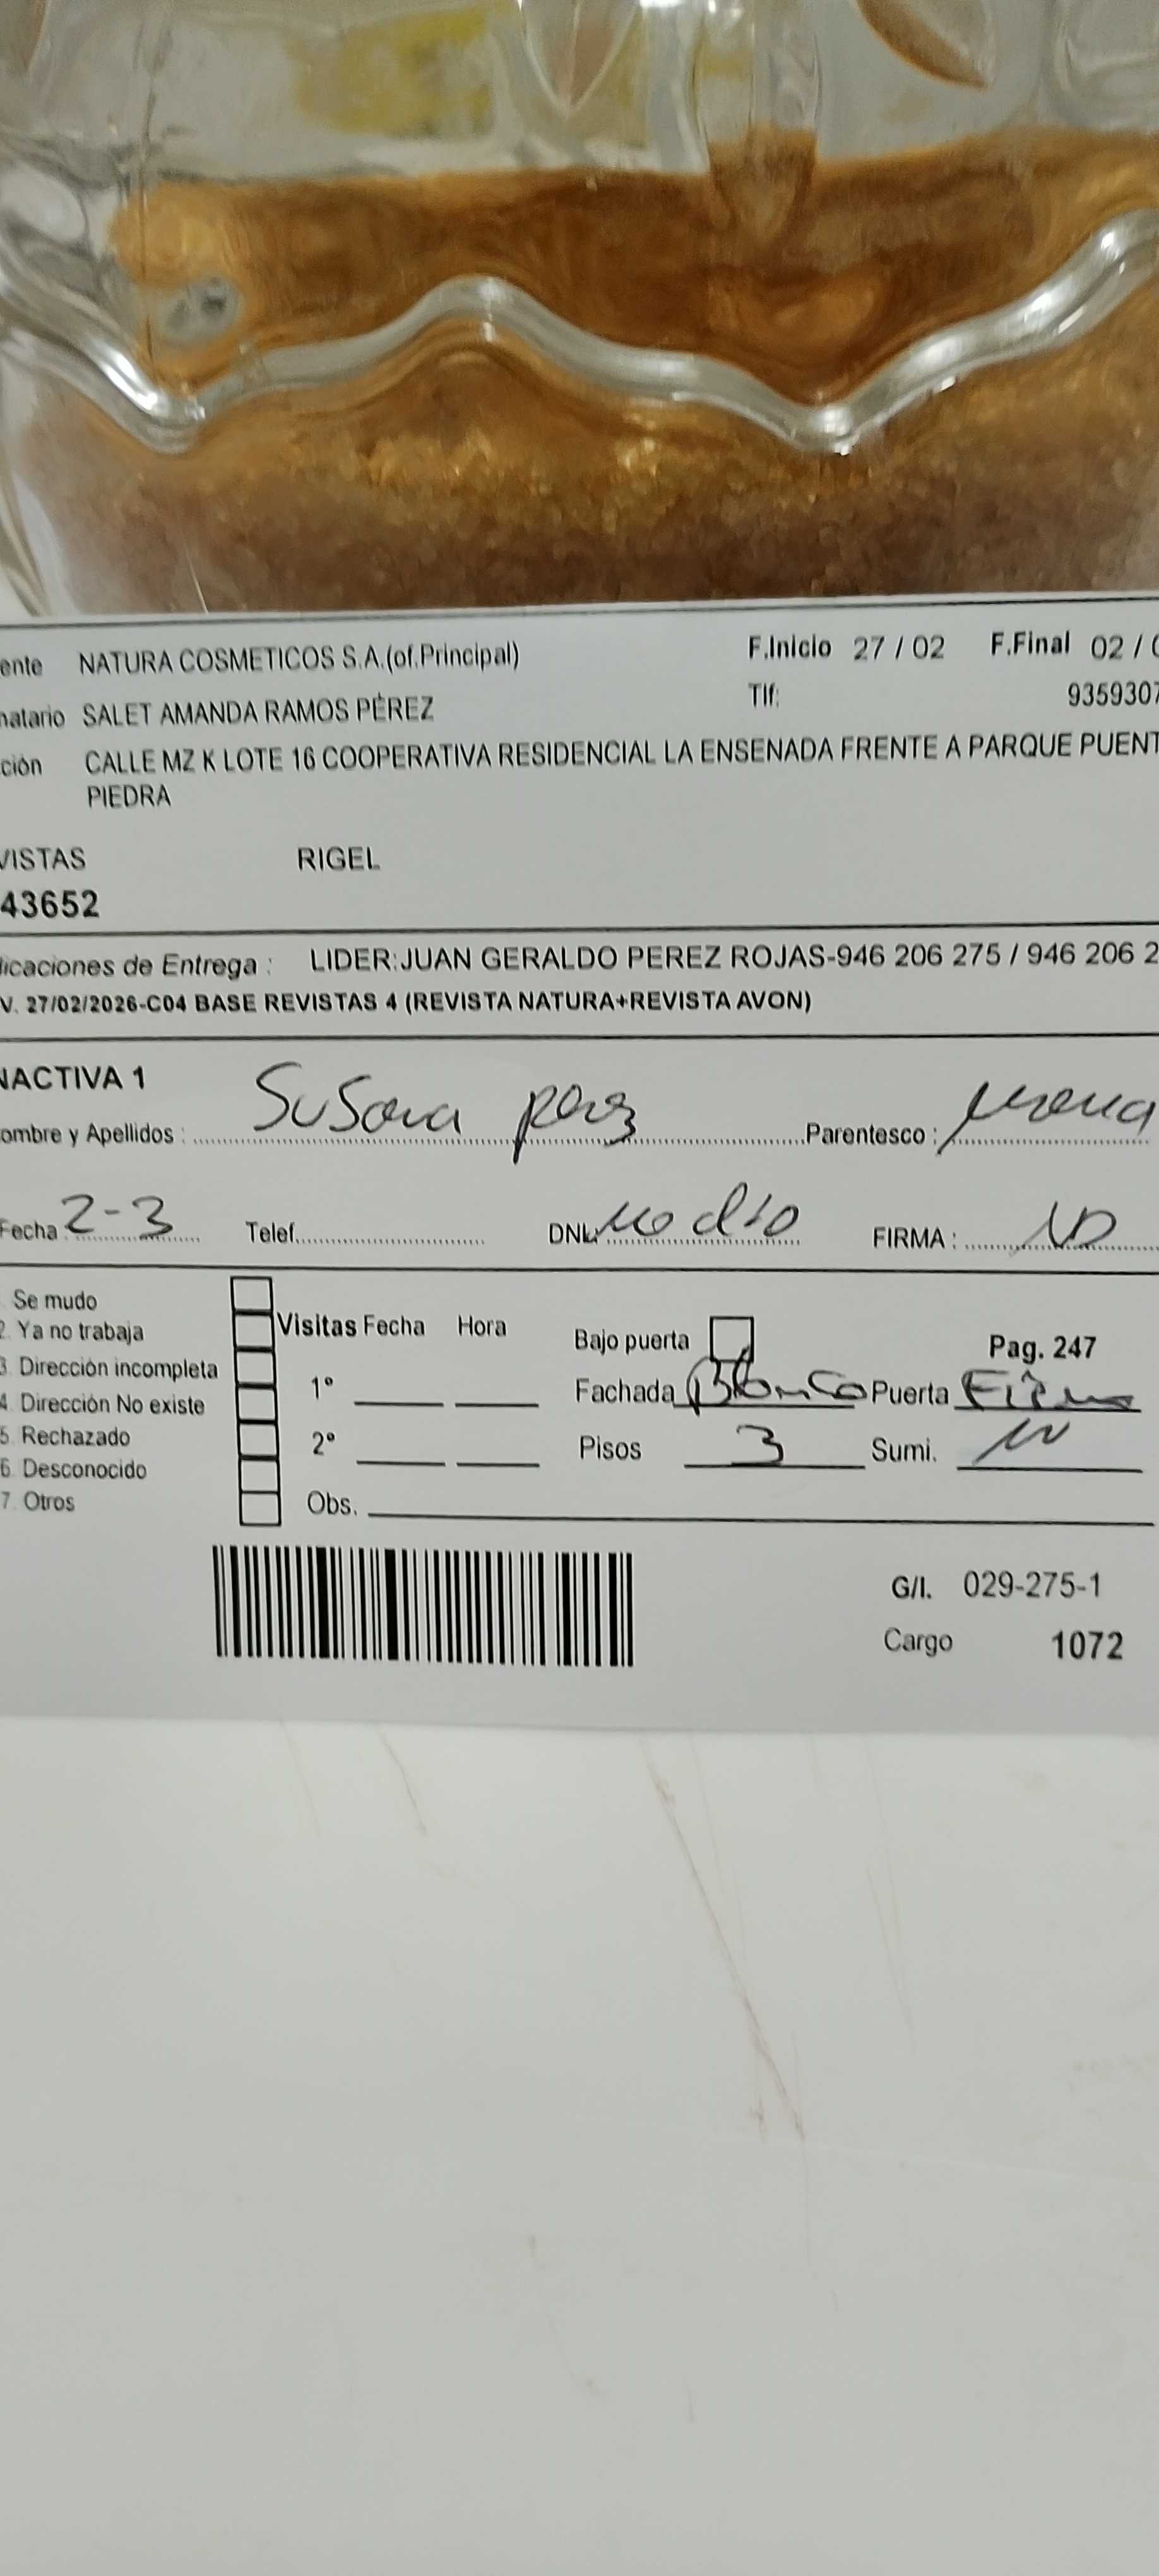 ente NATURA COSMETICOS S.A.(of.Principal) F.Inicio 27 / 02 F.Final 02 / 0
natario SALET AMANDA RAMOS PÉREZ Tlf: 9359307
ción CALLE MZ K LOTE 16 COOPERATIVA RESIDENCIAL LA ENSENADA FRENTE A PARQUE PUENT
PIEDRA
VISTAS RIGEL
43652
licaciones de Entrega : LIDER:JUAN GERALDO PEREZ ROJAS-946 206 275 / 946 206 2
V. 27/02/2026-C04 BASE REVISTAS 4 (REVISTA NATURA+REVISTA AVON)
NACTIVA 1
ombre y Apellidos : Susana perez Parentesco :
Fecha 2-3 Telef. DNI. no dio FIRMA :
Se mudo
2. Ya no trabaja Visitas Fecha Hora Bajo puerta Pag. 247
3. Dirección incompleta 1° Fachada Blanco Puerta
4. Dirección No existe
5. Rechazado 2° Pisos 3 Sumi.
6. Desconocido
7. Otros Obs.
G/I. 029-275-1
Cargo 1072